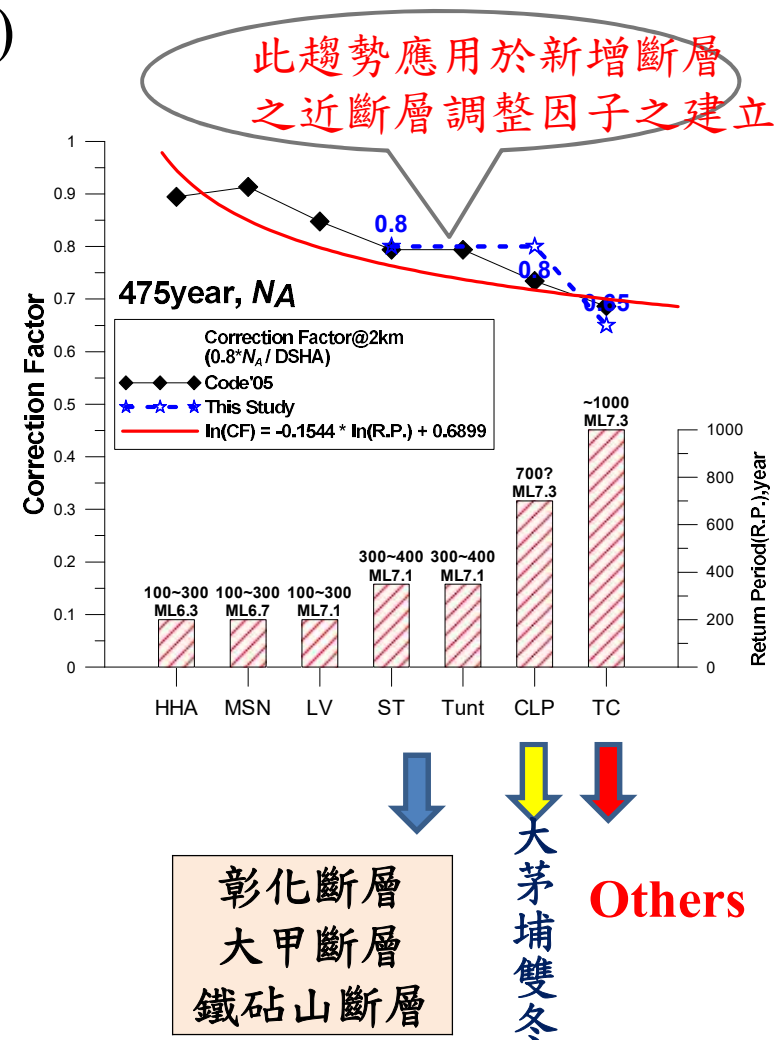 )
此趨勢應用於新增斷層
之近斷層調整因子之建立
1
0.9
0.8
0.7
0.6
0.5
0.4
0.3
0.2
0.1
0
Correction Factor
0.8
0.8
0.65
475year, NA
Correction Factor@2km
(0.8*NA / DSHA)
Code'05
This Study
ln(CF) = -0.1544 * ln(R.P.) + 0.6899
100~300
ML6.3
100~300
ML6.7
100~300
ML7.1
300~400
ML7.1
300~400
ML7.1
700?
ML7.3
~1000
ML7.3
1000
800
600
400
200
0
Return Period(R.P.),year
HHA MSN LV ST Tunt CLP TC
彰化斷層
大甲斷層
鐵砧山斷層
大茅埔雙冬
Others